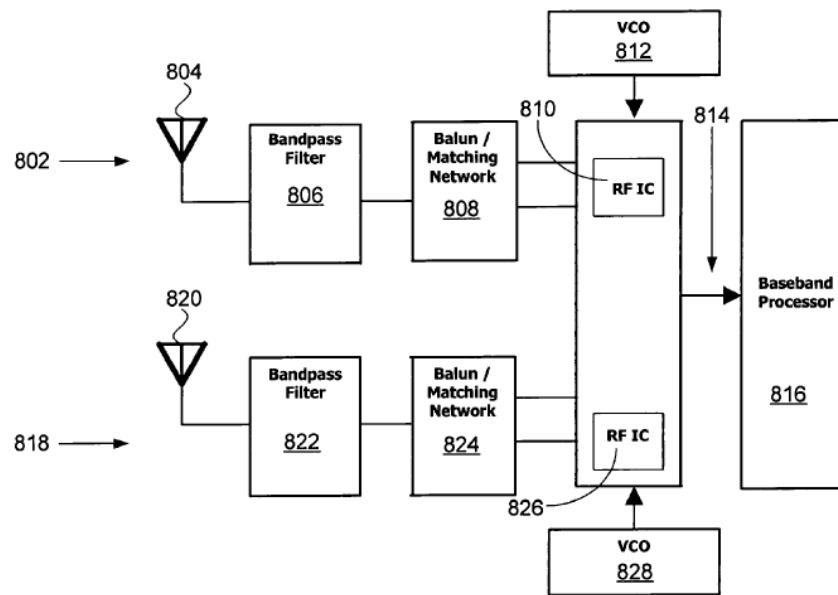 VCO
812
804
810
814
802
Bandpass
Filter
806
Balun /
Matching
Network
808
RF IC
Baseband
Processor
816
820
818
Bandpass
Filter
822
Balun /
Matching
Network
824
RF IC
826
VCO
828